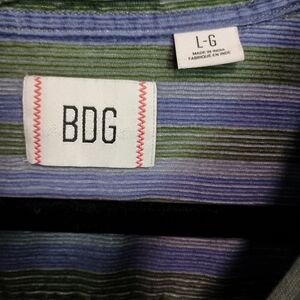 L-G
MADE IN INDIA
FABRIQUÉ EN INDE
BDG